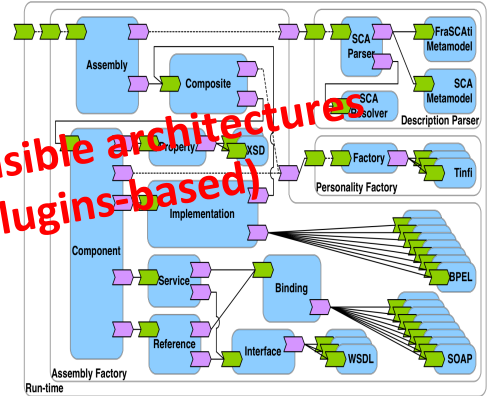 Assembly
SCA
Parser
FraSCAti
Metamodel
Composite
SCA
Metamodel
SCA
Resolver
Description Parser
nsible architectures
Property
XSD
Factory
Tinfi
Personality Factory
lugins-based)
Implementation
Component
BPEL
Service
Binding
Reference
Interface
WSDL
SOAP
Assembly Factory
Run-time